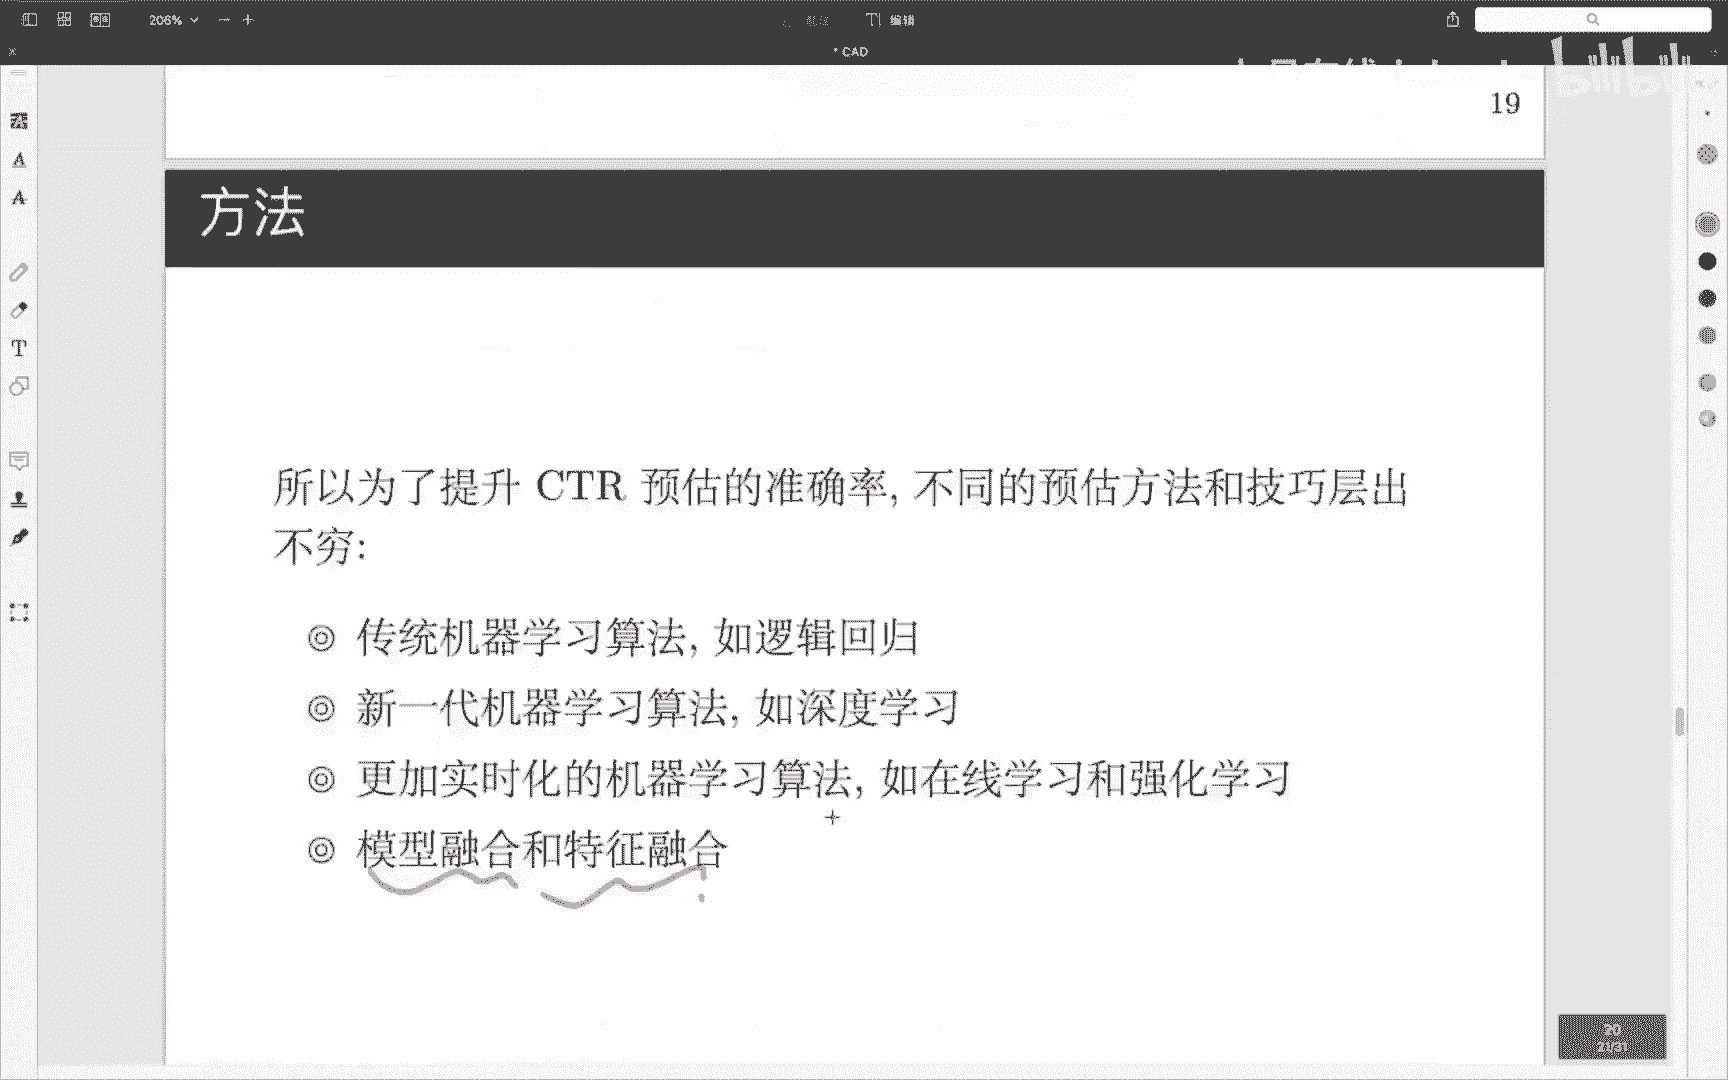 206%
编辑
CAD
bilibili
19
方法
所以为了提升 CTR 预估的准确率, 不同的预估方法和技巧层出
不穷:
◎ 传统机器学习算法, 如逻辑回归
◎ 新一代机器学习算法, 如深度学习
◎ 更加实时化的机器学习算法, 如在线学习和强化学习
◎ 模型融合和特征融合
20
21/31